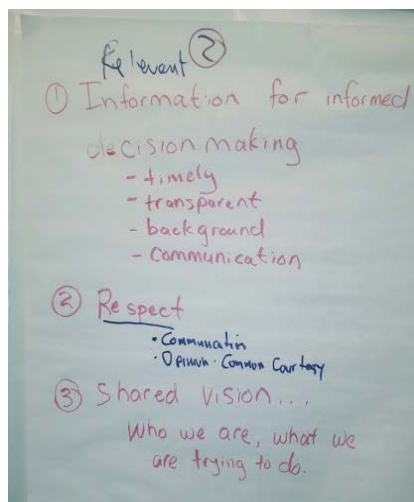 Relevant ②
① Information for informed
decision making
- timely
- transparent
- background
- communication
② Respect
• Communicatin
• Opinion • Common Courtesy
③ Shared vision...
Who we are, what we
are trying to do.